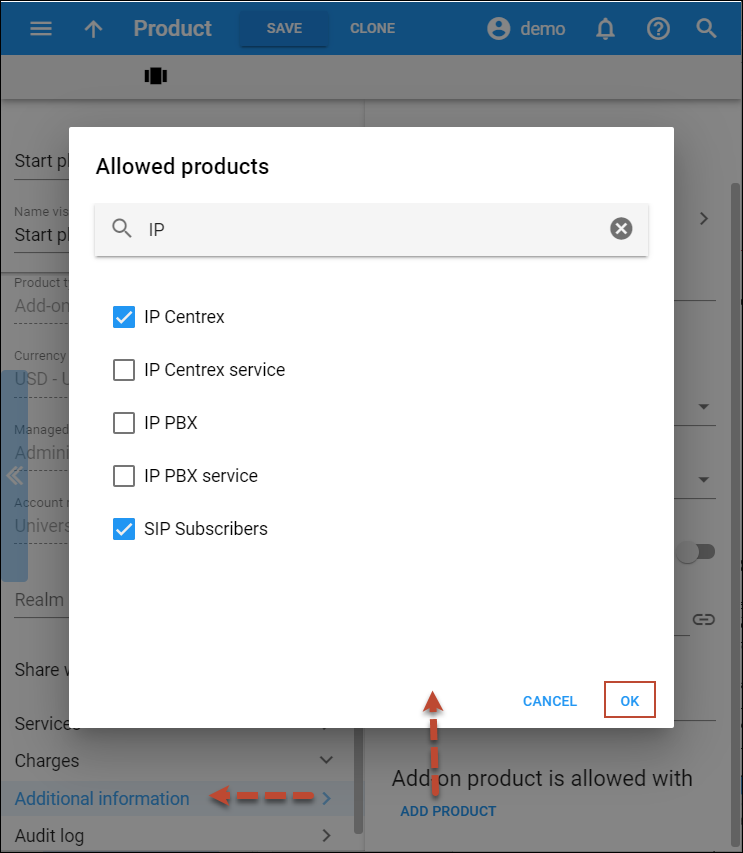 Product SAVE CLONE demo
Allowed products
IP
IP Centrex
IP Centrex service
IP PBX
IP PBX service
SIP Subscribers
CANCEL OK
Start pl
Name vis
Start pl
Product t
Add-on
Currency
USD - U
Managed
Admini
Account r
Univers
Realm
Share w
Services
Charges
Additional information
Audit log
Add-on product is allowed with
ADD PRODUCT